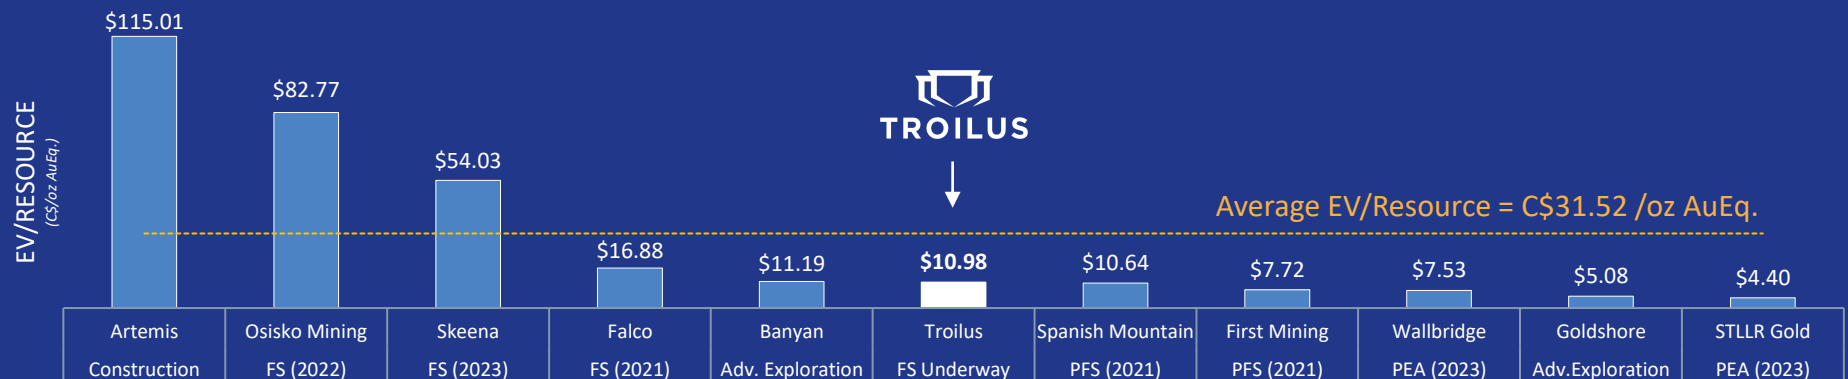 $115.01
$82.77
$54.03
$16.88
$11.19
$10.98
$10.64
$7.72
$7.53
$5.08
$4.40
EV/RESOURCE
(C$/oz AuEq.)
TROILUS
Average EV/Resource = C$31.52 /oz AuEq.
Artemis Osisko Mining Skeena Falco Banyan Troilus Spanish Mountain First Mining Wallbridge Goldshore STLLR Gold
Construction FS (2022) FS (2023) FS (2021) Adv. Exploration FS Underway PFS (2021) PFS (2021) PEA (2023) Adv.Exploration PEA (2023)